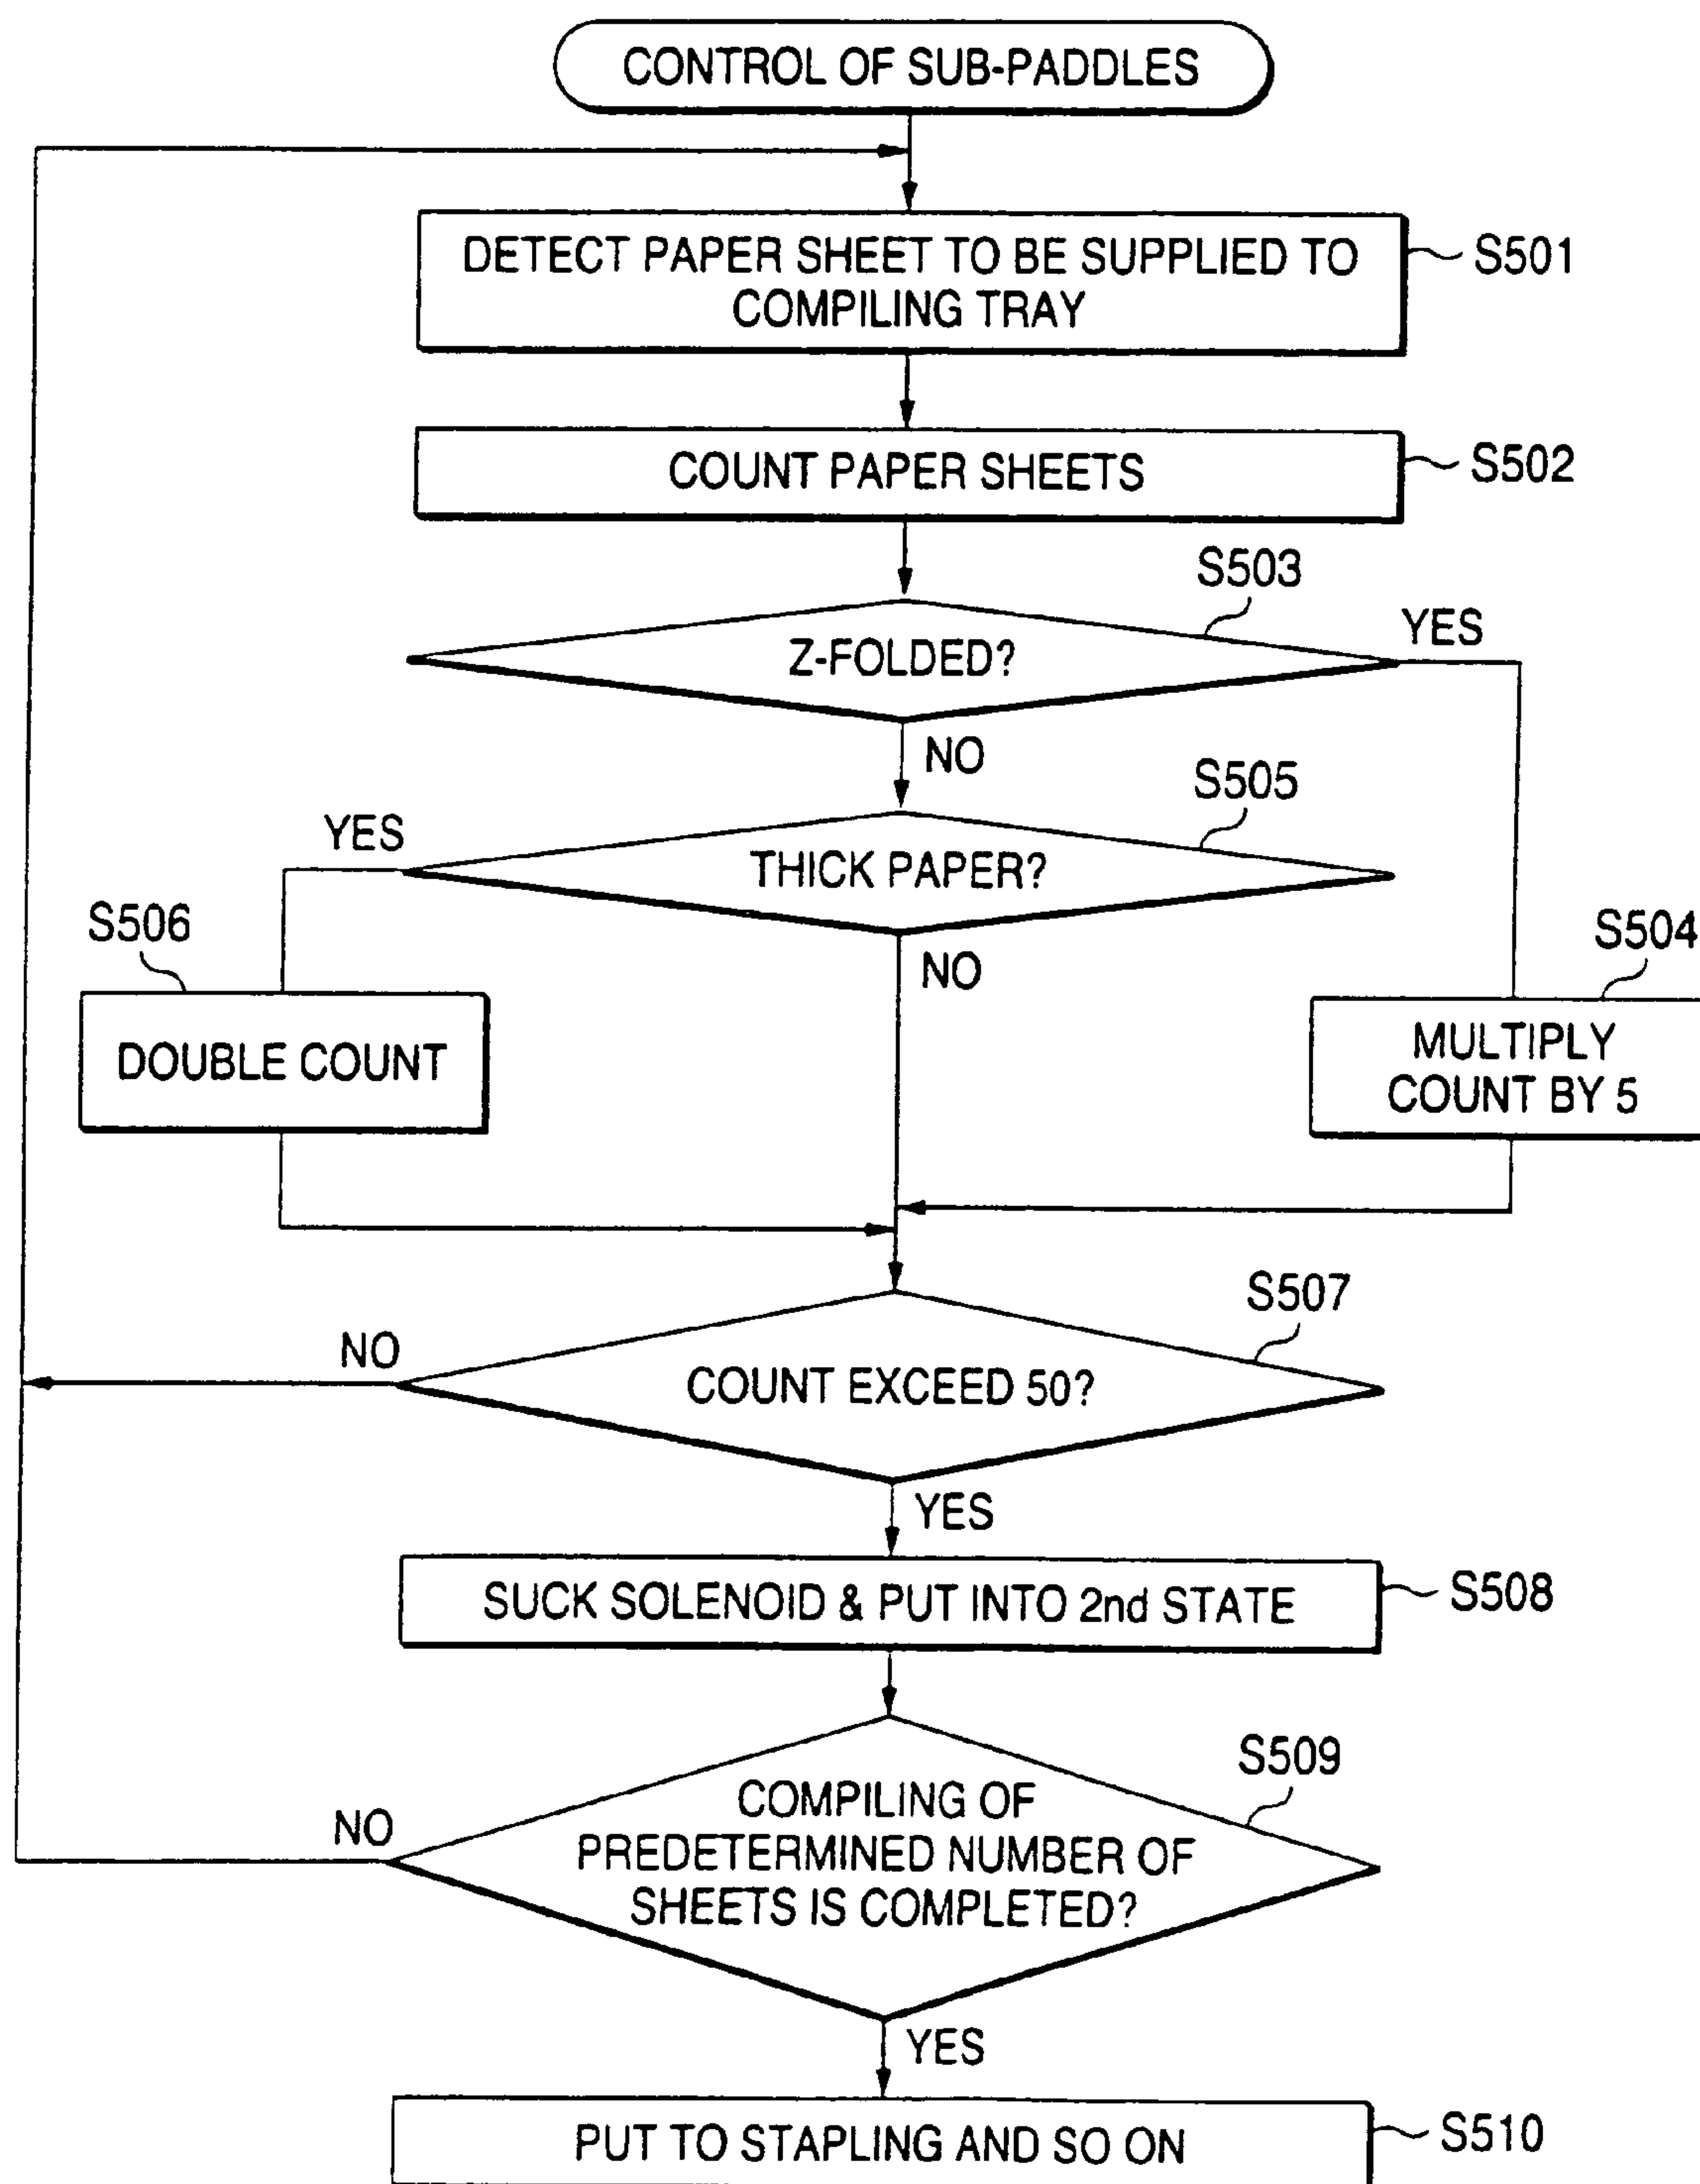 CONTROL OF SUB-PADDLES
DETECT PAPER SHEET TO BE SUPPLIED TO
COMPILING TRAY
S501
COUNT PAPER SHEETS
S502
S503
Z-FOLDED?
YES
NO
S505
YES
THICK PAPER?
NO
S506
DOUBLE COUNT
S504
MULTIPLY
COUNT BY 5
S507
NO
COUNT EXCEED 50?
YES
SUCK SOLENOID & PUT INTO 2nd STATE
S508
S509
NO
COMPILING OF
PREDETERMINED NUMBER OF
SHEETS IS COMPLETED?
YES
PUT TO STAPLING AND SO ON
S510